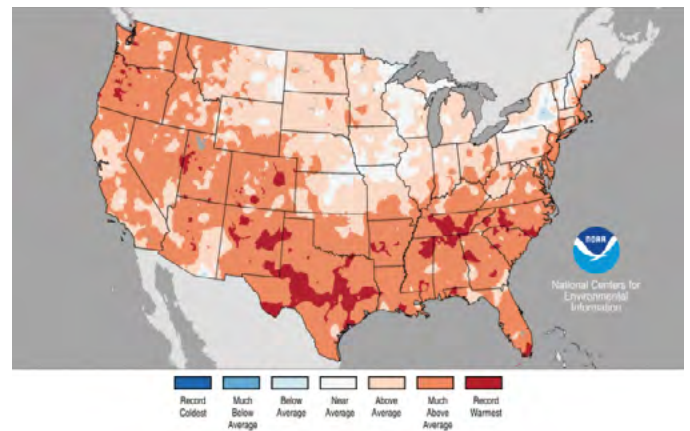 NOAA
National Centers for
Environmental
Information
Record
Coldest
Much
Below
Average
Below
Average
Near
Average
Above
Average
Much
Above
Average
Record
Warmest